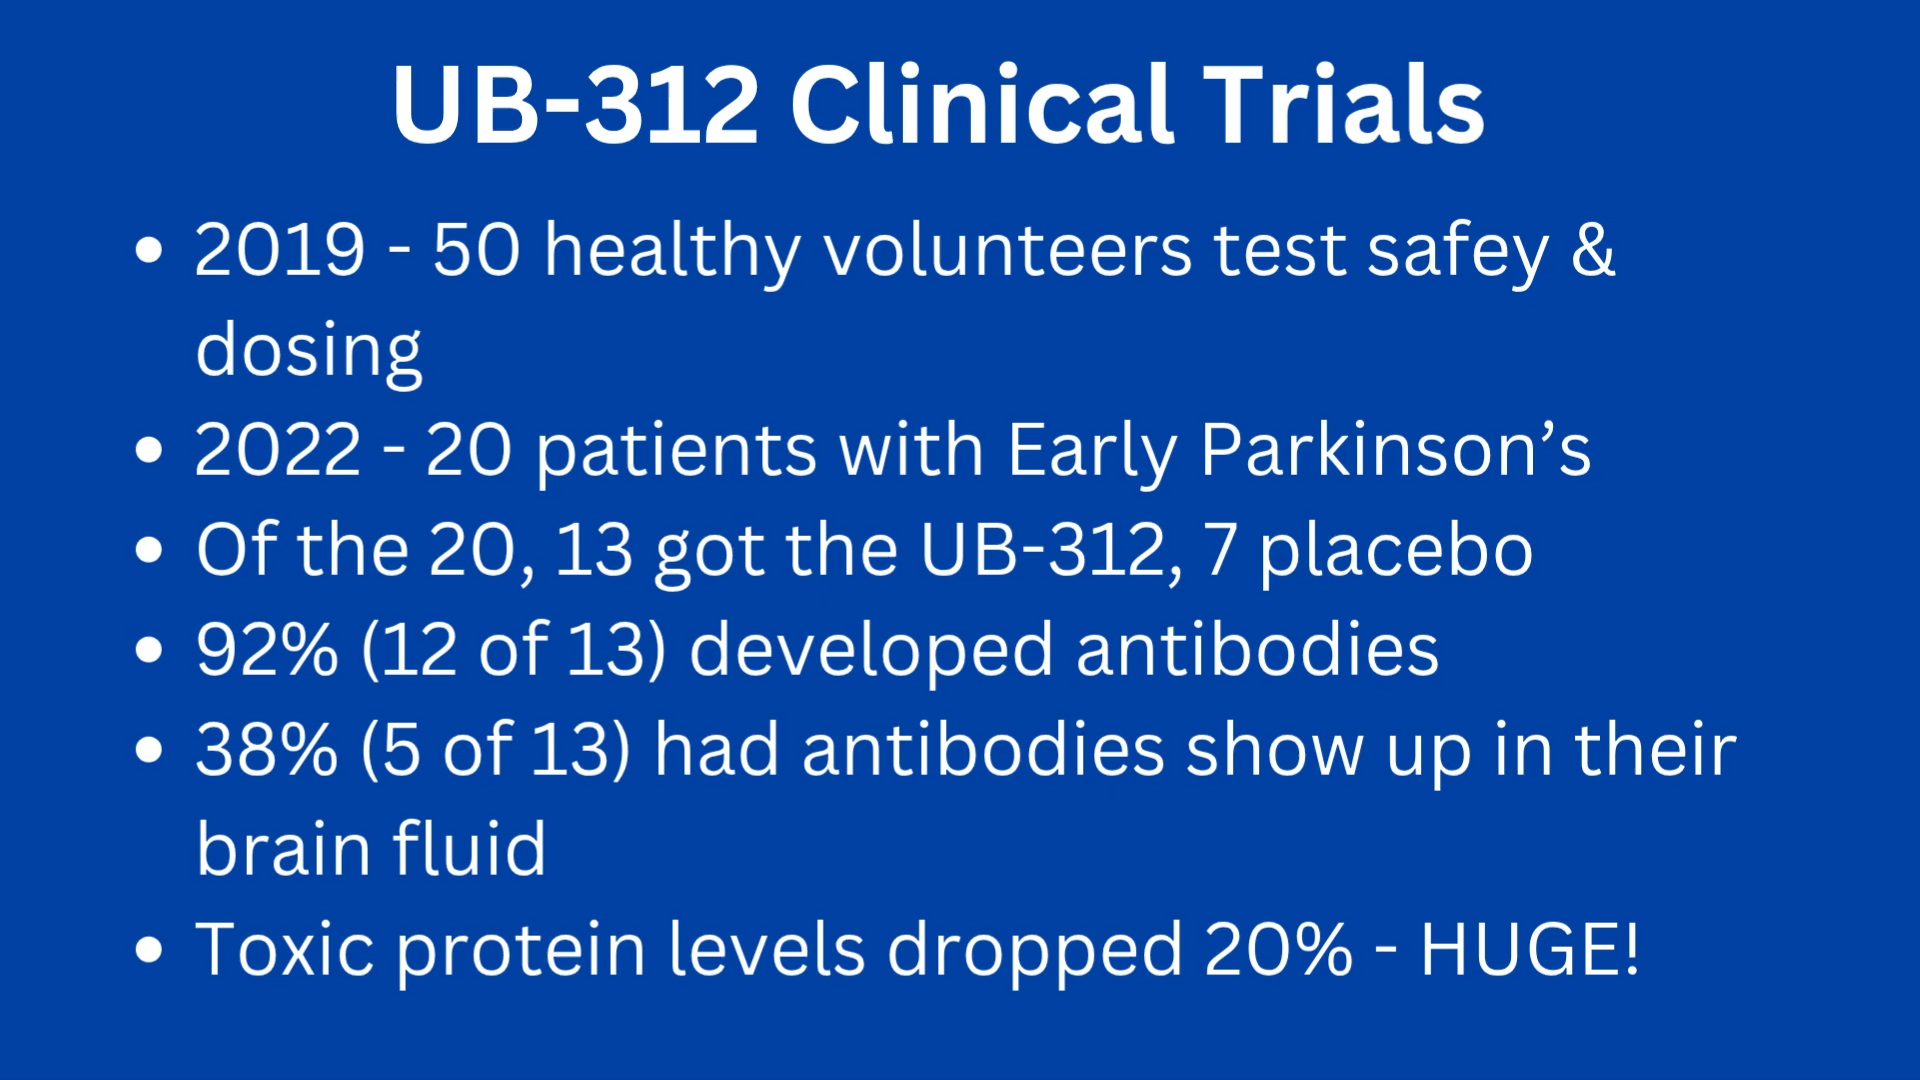 UB-312 Clinical Trials
• 2019 - 50 healthy volunteers test safey &
dosing
• 2022 - 20 patients with Early Parkinson’s
• Of the 20, 13 got the UB-312, 7 placebo
• 92% (12 of 13) developed antibodies
• 38% (5 of 13) had antibodies show up in their
brain fluid
• Toxic protein levels dropped 20% - HUGE!